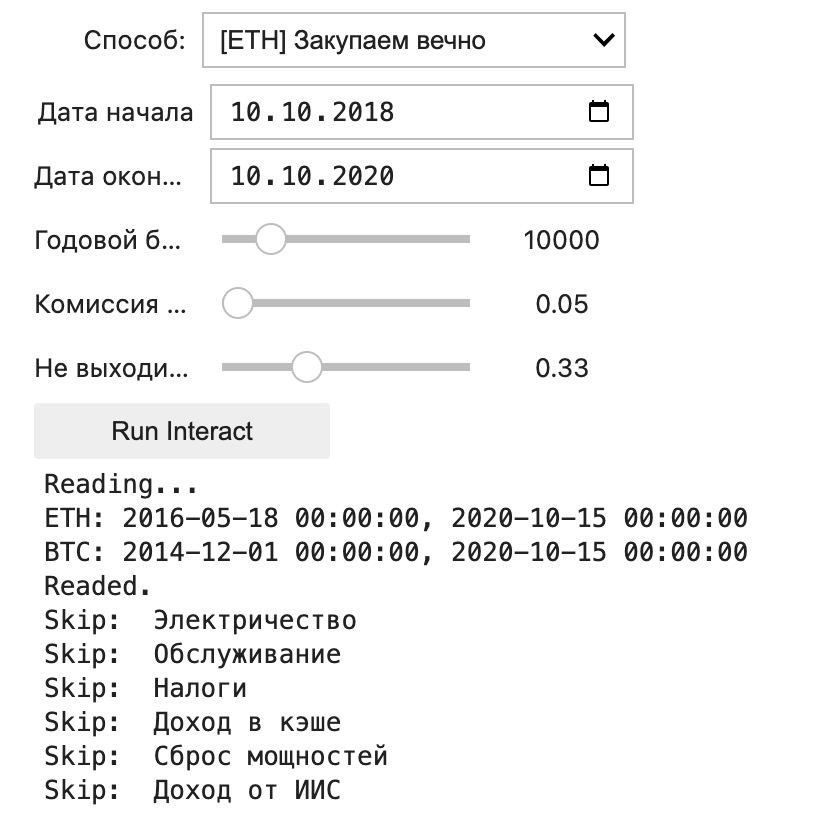 Способ: [ETH] Закупаем вечно
Дата начала 10.10.2018
Дата окон... 10.10.2020
Годовой б... 10000
Комиссия ... 0.05
Не выходи... 0.33
Run Interact
Reading...
ETH: 2016-05-18 00:00:00, 2020-10-15 00:00:00
BTC: 2014-12-01 00:00:00, 2020-10-15 00:00:00
Readed.
Skip:  Электричество
Skip:  Обслуживание
Skip:  Налоги
Skip:  Доход в кэше
Skip:  Сброс мощностей
Skip:  Доход от ИИС